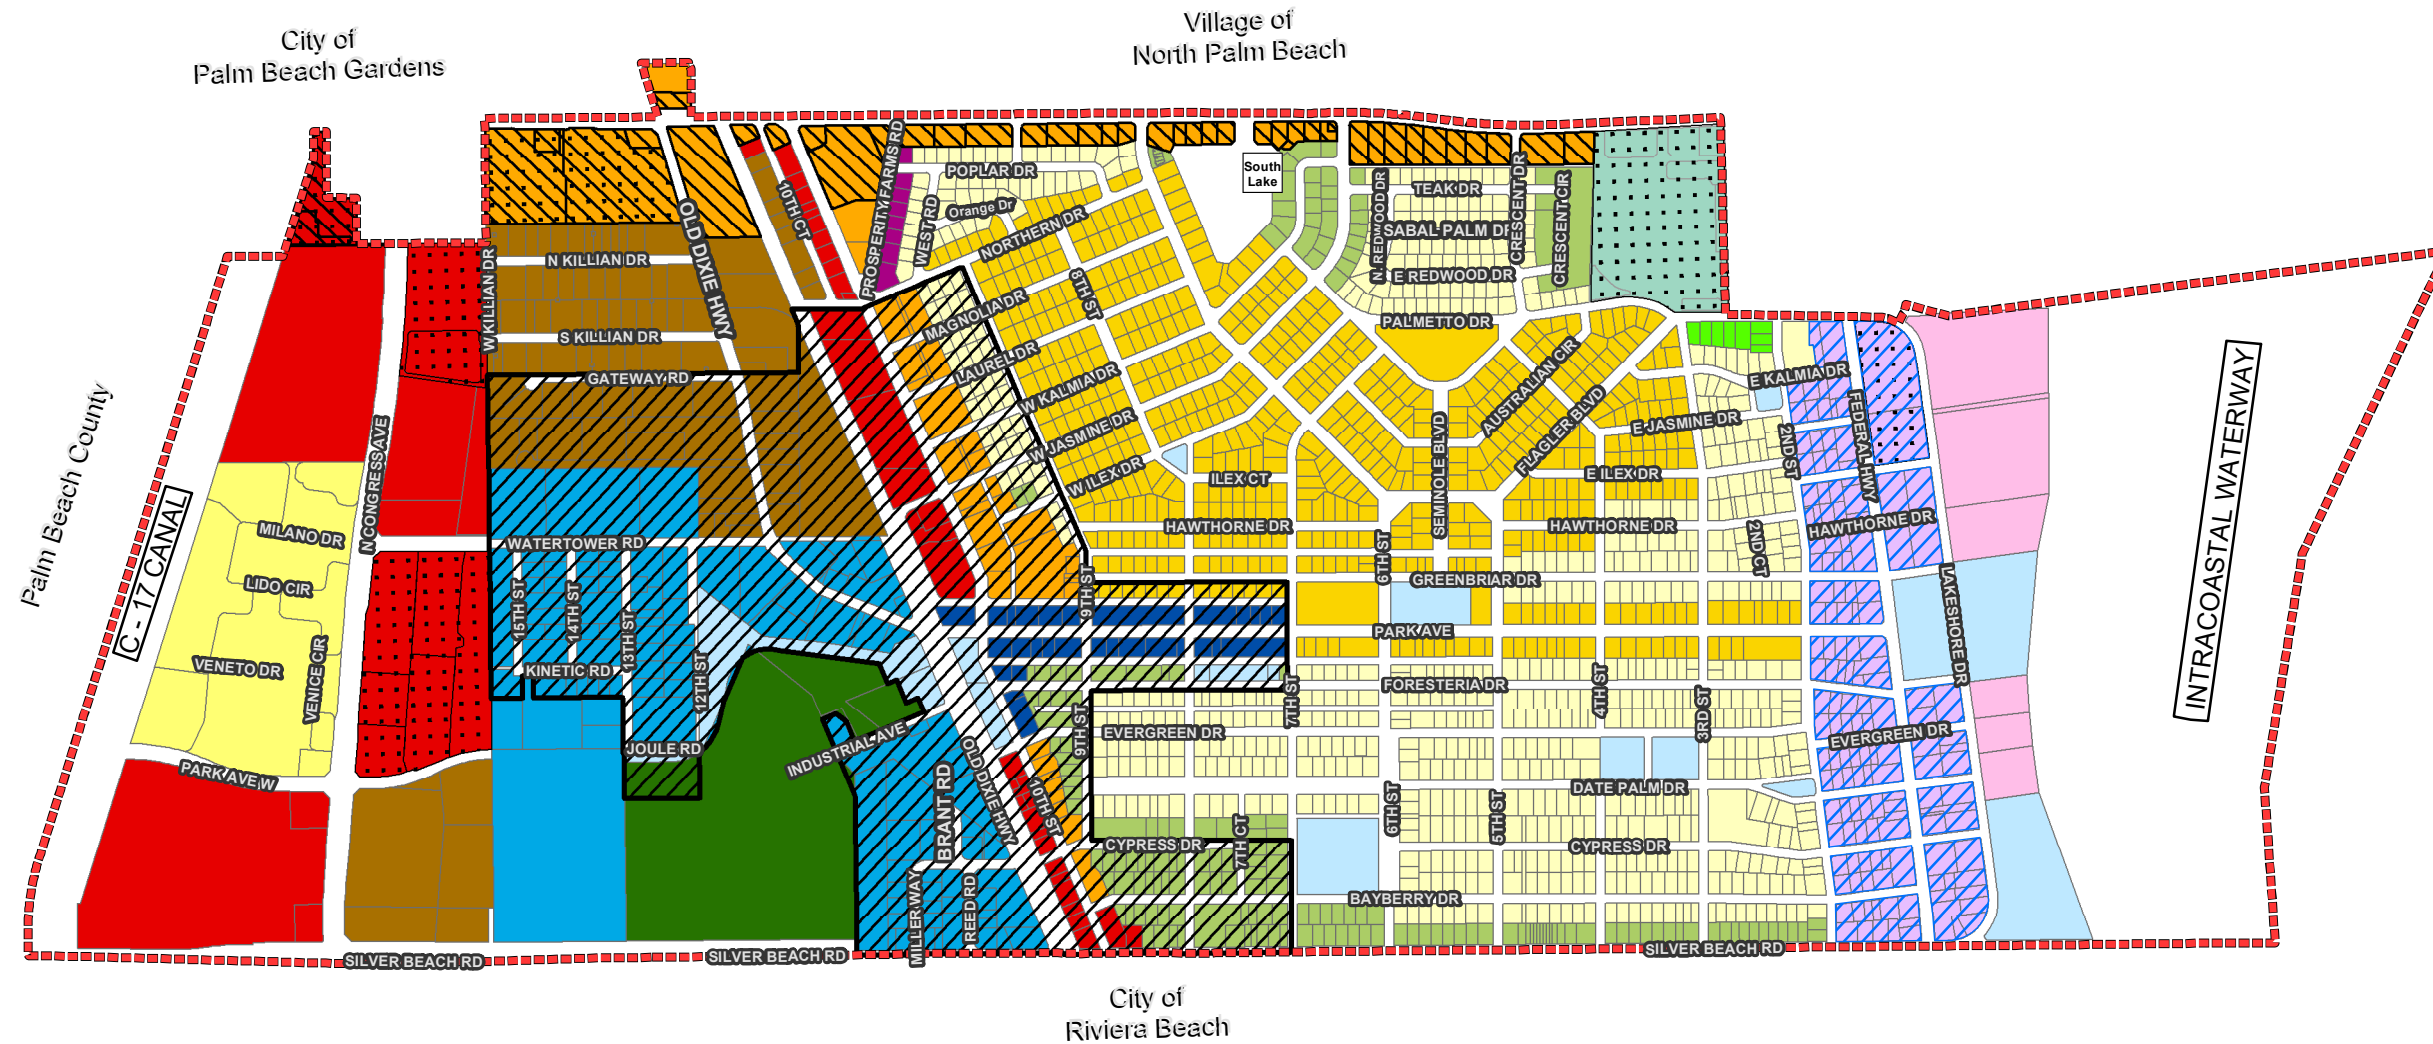 City of
Palm Beach Gardens
Village of
North Palm Beach
Palm Beach County
C - 17 CANAL
INTRACOASTAL WATERWAY
City of
Riviera Beach
South
Lake
POPLAR DR
Orange Dr
WEST RD
NORTHERN DR
PROSPERITY FARMS RD
10TH CT
OLD DIXIE HWY
N KILLIAN DR
W KILLIAN DR
S KILLIAN DR
GATEWAY RD
TEAK DR
N REDWOOD DR
SABAL PALM DR
CRESCENT DR
CRESCENT CIR
E REDWOOD DR
PALMETTO DR
MAGNOLIA DR
8TH ST
LAUREL DR
W KALMIA DR
W JASMINE DR
W ILEX DR
ILEX CT
AUSTRALIAN CIR
FLAGLER BLVD
SEMINOLE BLVD
E KALMIA DR
E JASMINE DR
E ILEX DR
2ND ST
FEDERAL HWY
HAWTHORNE DR
HAWTHORNE DR
HAWTHORNE DR
2ND CT
N CONGRESS AVE
MILANO DR
LIDO CIR
VENETO DR
VENICE CIR
PARK AVE W
WATERTOWER RD
15TH ST
14TH ST
13TH ST
12TH ST
KINETIC RD
JOULE RD
INDUSTRIAL AVE
9TH ST
6TH ST
GREENBRIAR DR
PARK AVE
LAKESHORE DR
FORESTERIA DR
4TH ST
3RD ST
7TH ST
9TH ST
EVERGREEN DR
EVERGREEN DR
OLD DIXIE HWY
10TH ST
BRANT RD
DATE PALM DR
6TH ST
5TH ST
7TH CT
CYPRESS DR
CYPRESS DR
MILLER WAY
REED RD
BAYBERRY DR
SILVER BEACH RD
SILVER BEACH RD
SILVER BEACH RD